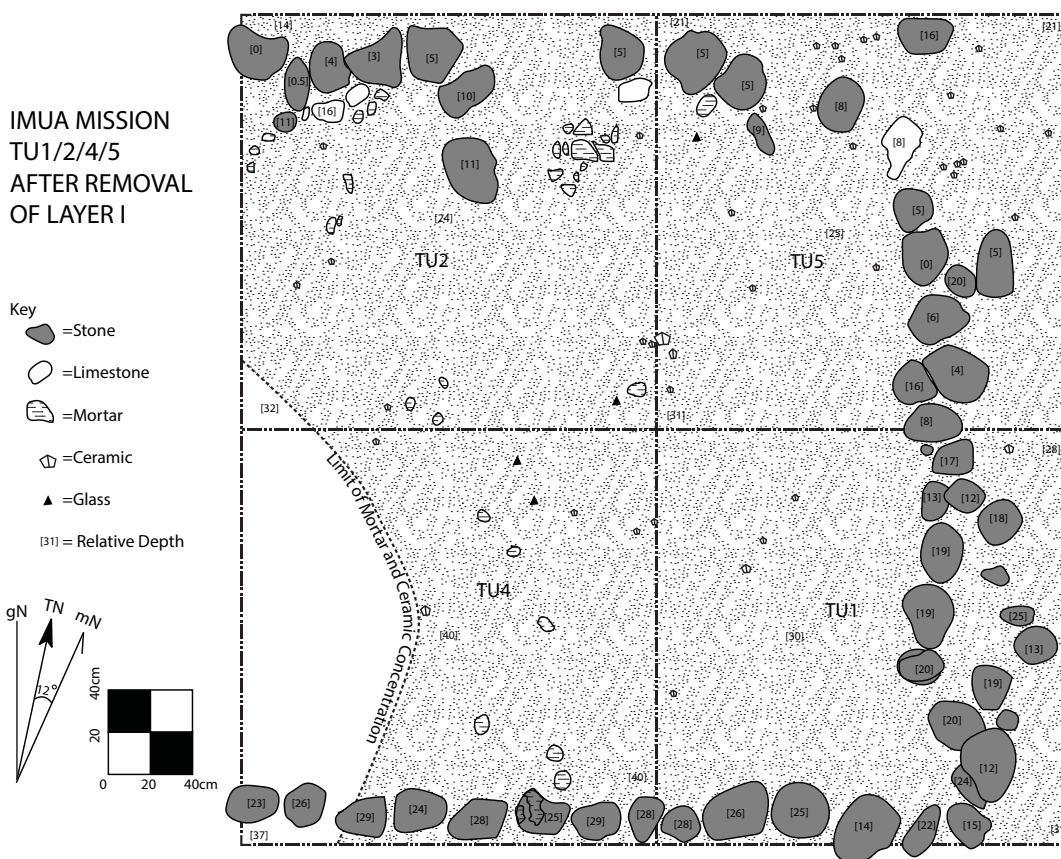 IMUA MISSION
TU1/2/4/5
AFTER REMOVAL
OF LAYER I
Key
=Stone
=Limestone
=Mortar
=Ceramic
=Glass
[31] = Relative Depth
gN TN mN
12°
40cm
20
0 20 40cm
[14] [21] [21]
[0] [4] [3] [5] [5] [5] [16]
[0.5] [10] [5] [8]
[16]
[11] [9]
[11] [8]
[24] [5]
TU2 TU5 [25] [0] [5]
[20]
[6]
[4]
[16]
[32] [31] [8]
[28]
[17]
Limit of Mortar and Ceramic Concentration
[13] [12]
[18]
[19]
TU4 TU1
[19] [25]
[40] [30] [13]
[20]
[19]
[20]
[12]
[40] [24]
[23] [26] [29] [24] [28] [25] [29] [28] [28] [26] [25] [14] [22] [15]
[37]